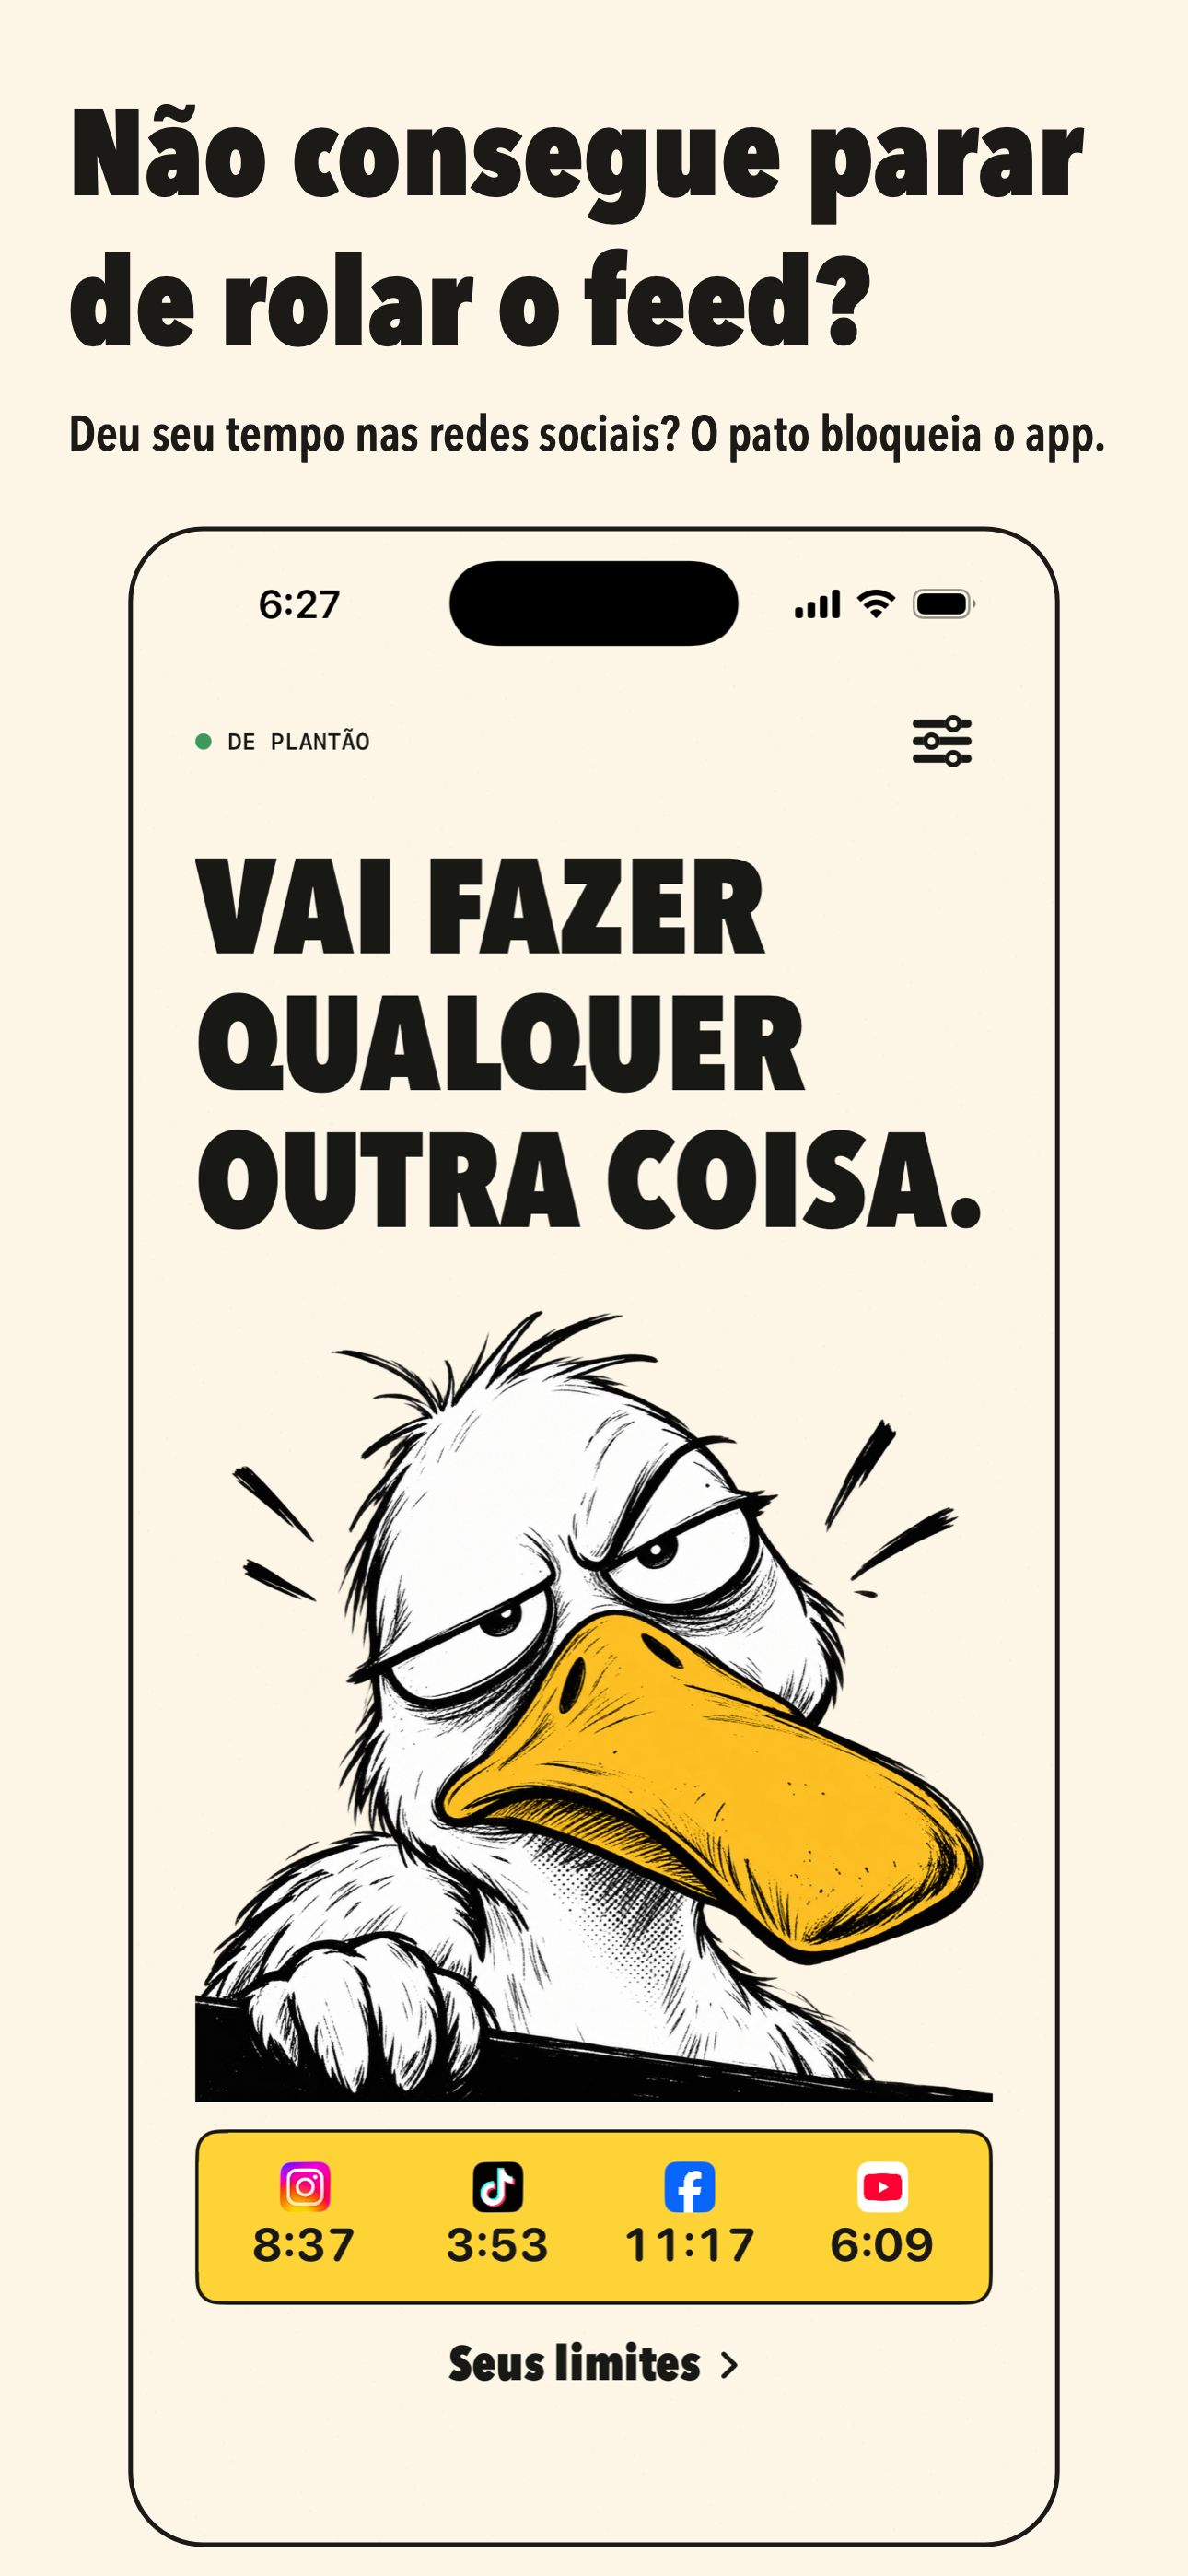 Não consegue parar
de rolar o feed?
Deu seu tempo nas redes sociais? O pato bloqueia o app.
6:27
DE PLANTÃO
VAI FAZER
QUALQUER
OUTRA COISA.
8:37 3:53 11:17 6:09
Seus limites